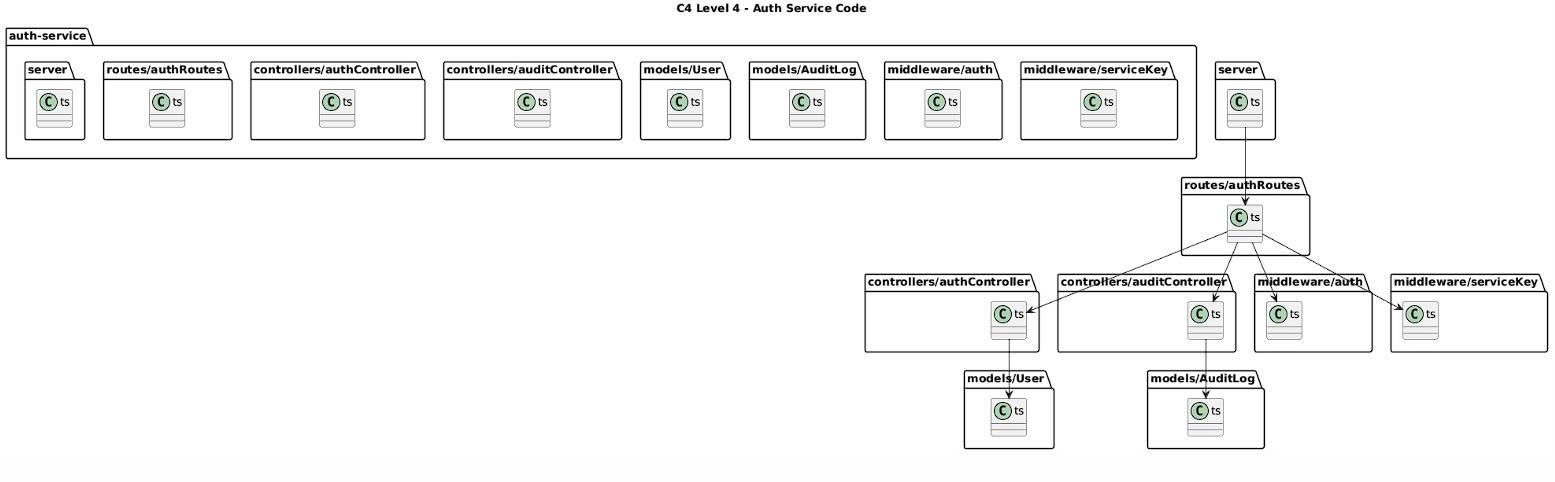 C4 Level 4 - Auth Service Code
auth-service
server
routes/authRoutes
controllers/authController
controllers/auditController
models/User
models/AuditLog
middleware/auth
middleware/serviceKey
server
C ts
C ts
C ts
C ts
C ts
C ts
C ts
C ts
C ts
routes/authRoutes
C ts
controllers/authController
controllers/auditController
middleware/auth
middleware/serviceKey
C ts
C ts
C ts
C ts
models/User
models/AuditLog
C ts
C ts